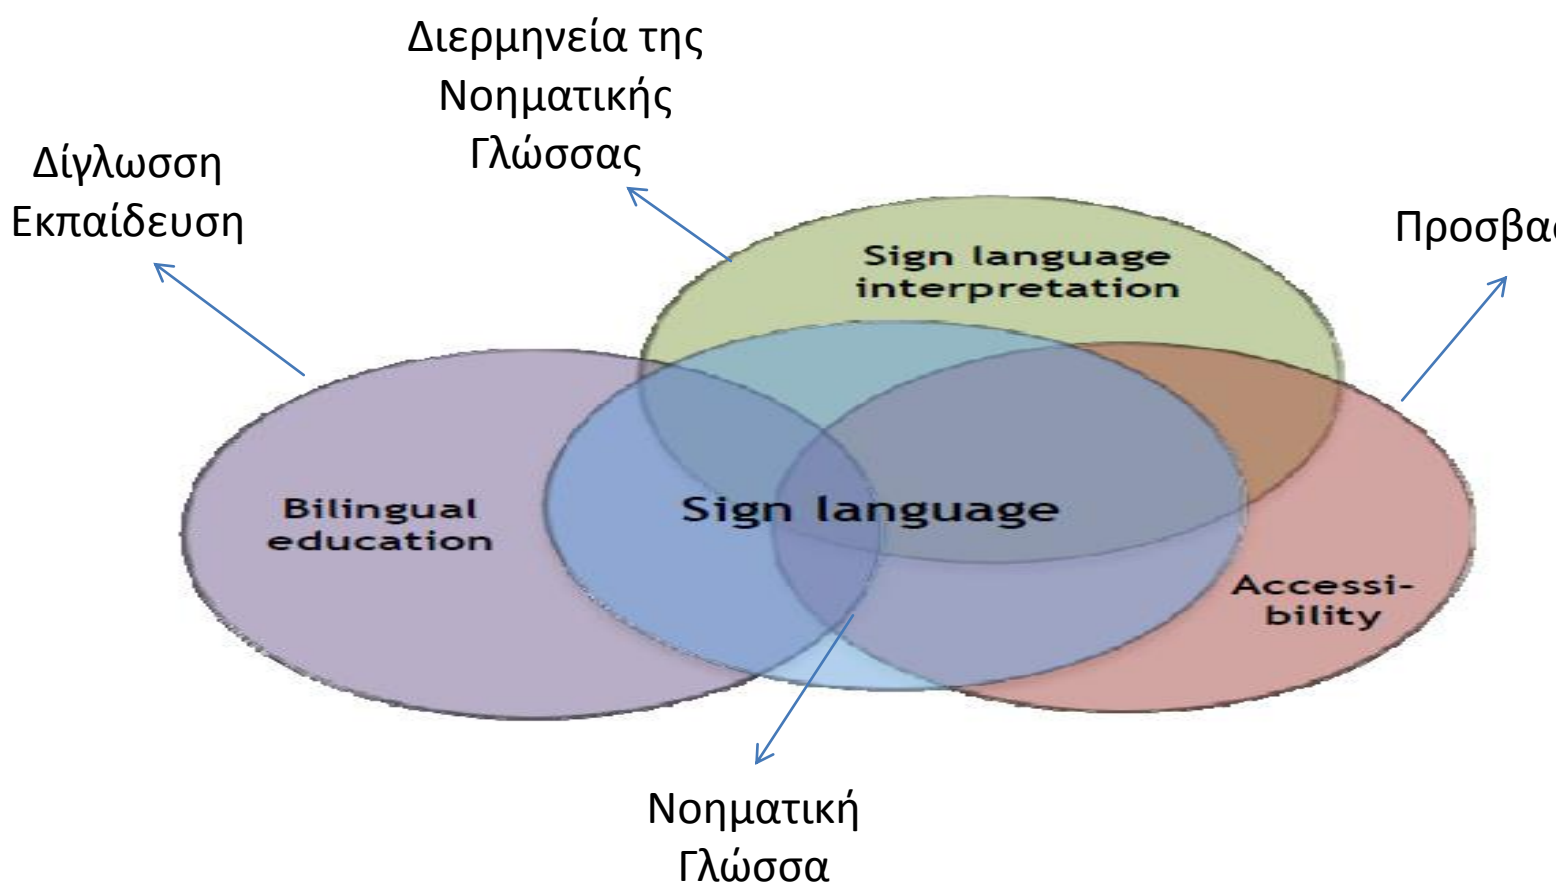 Διερμηνεία της
Νοηματικής
Γλώσσας
Δίγλωσση
Εκπαίδευση
Sign language
interpretation
Bilingual
education
Sign language
Accessi-
bility
Νοηματική
Γλώσσα